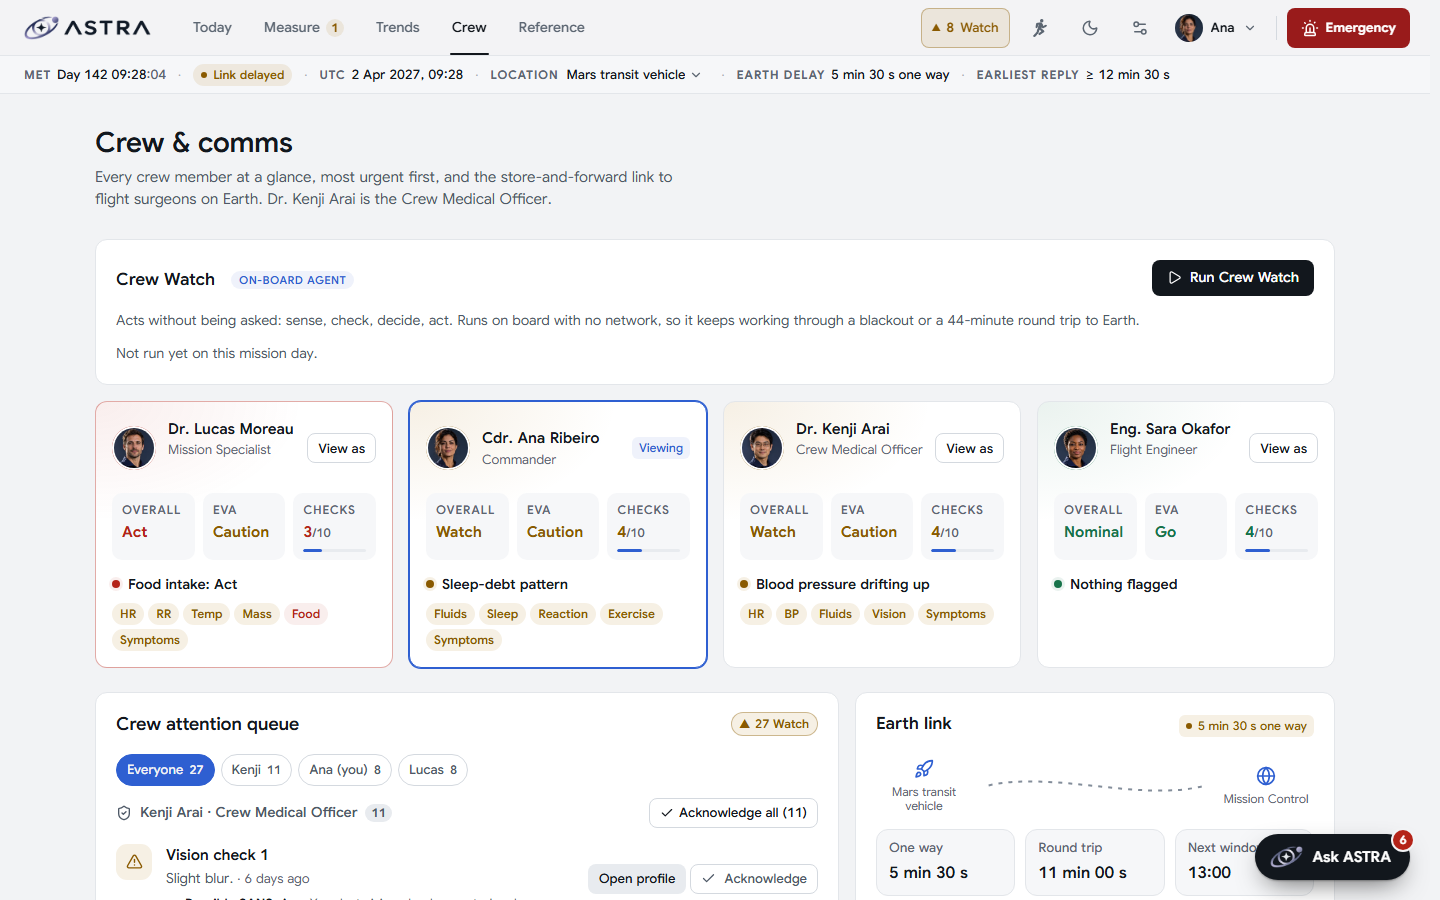 ASTRA
Today
Measure 1
Trends
Crew
Reference
8 Watch
Ana
Emergency
MET Day 142 09:28:04 · Link delayed · UTC 2 Apr 2027, 09:28 · LOCATION Mars transit vehicle · EARTH DELAY 5 min 30 s one way · EARLIEST REPLY ≥ 12 min 30 s
Crew & comms
Every crew member at a glance, most urgent first, and the store-and-forward link to
flight surgeons on Earth. Dr. Kenji Arai is the Crew Medical Officer.
Crew Watch ON-BOARD AGENT
Run Crew Watch
Acts without being asked: sense, check, decide, act. Runs on board with no network, so it keeps working through a blackout or a 44-minute round trip to Earth.
Not run yet on this mission day.
Dr. Lucas Moreau
Mission Specialist
View as
OVERALL EVA CHECKS
Act Caution 3/10
Food intake: Act
HR RR Temp Mass Food
Symptoms
Cdr. Ana Ribeiro
Commander
Viewing
OVERALL EVA CHECKS
Watch Caution 4/10
Sleep-debt pattern
Fluids Sleep Reaction Exercise
Symptoms
Dr. Kenji Arai
Crew Medical Officer
View as
OVERALL EVA CHECKS
Watch Caution 4/10
Blood pressure drifting up
HR BP Fluids Vision Symptoms
Eng. Sara Okafor
Flight Engineer
View as
OVERALL EVA CHECKS
Nominal Go 4/10
Nothing flagged
Crew attention queue
27 Watch
Everyone 27 Kenji 11 Ana (you) 8 Lucas 8
Kenji Arai · Crew Medical Officer 11
Acknowledge all (11)
Vision check 1
Slight blur. · 6 days ago
Open profile
Acknowledge
Earth link
5 min 30 s one way
Mars transit
vehicle
Mission Control
One way
5 min 30 s
Round trip
11 min 00 s
Next windo
13:00
Ask ASTRA
6